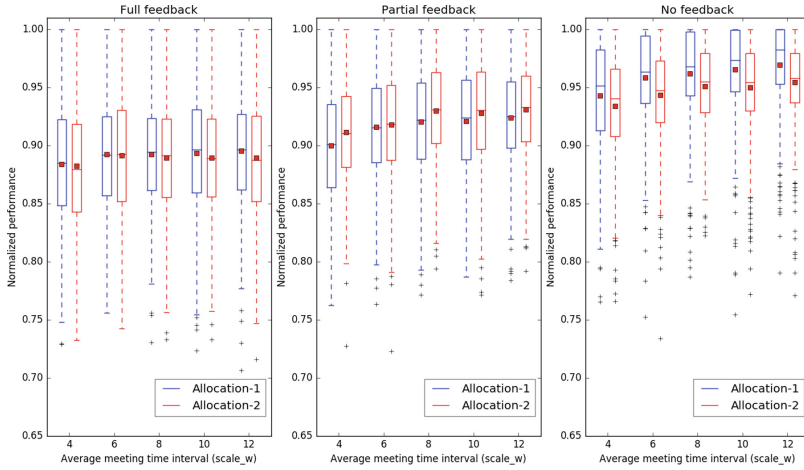 Full feedback
Partial feedback
No feedback
Normalized performance
1.00
0.95
0.90
0.85
0.80
0.75
0.70
0.65
4 6 8 10 12
Average meeting time interval (scale_w)
Allocation-1
Allocation-2
Normalized performance
1.00
0.95
0.90
0.85
0.80
0.75
0.70
0.65
4 6 8 10 12
Average meeting time interval (scale_w)
Allocation-1
Allocation-2
Normalized performance
1.00
0.95
0.90
0.85
0.80
0.75
0.70
0.65
4 6 8 10 12
Average meeting time interval (scale_w)
Allocation-1
Allocation-2